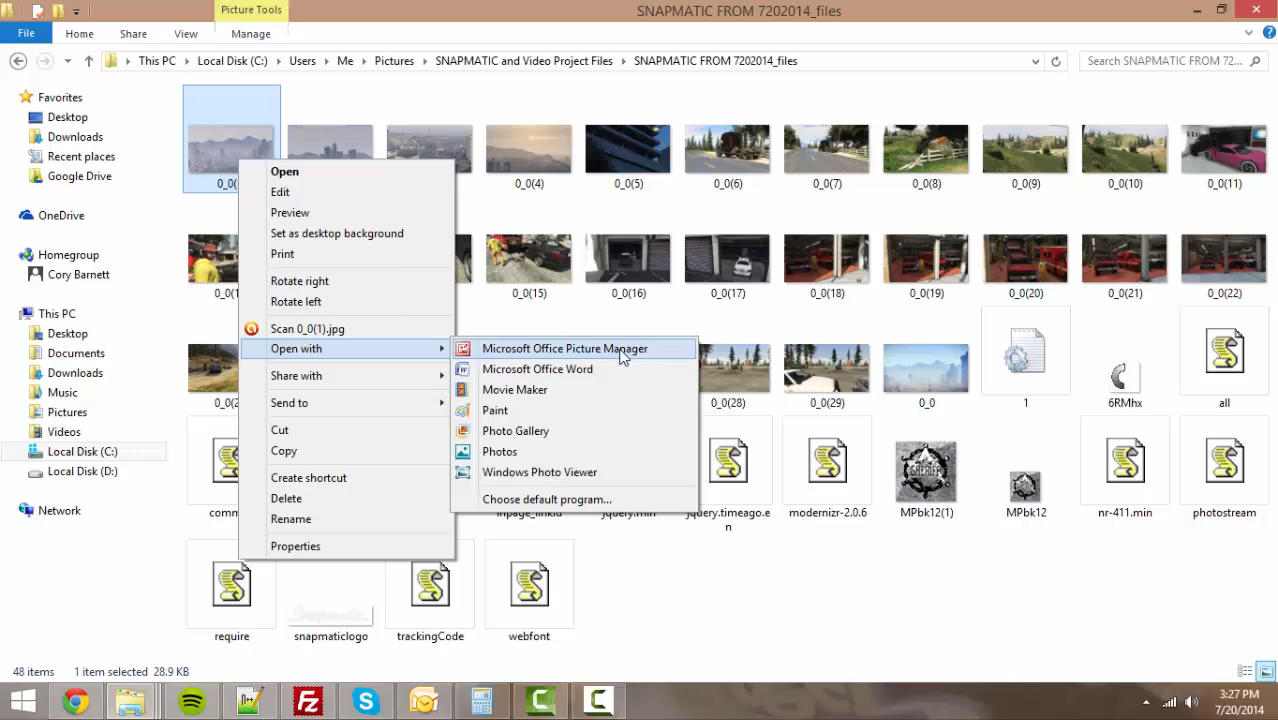 Picture Tools
SNAPMATIC FROM 7202014_files
File
Home
Share
View
Manage
This PC
Local Disk (C:)
Users
Me
Pictures
SNAPMATIC and Video Project Files
SNAPMATIC FROM 7202014_files
Search SNAPMATIC FROM 72...
Favorites
Desktop
Downloads
Recent places
Google Drive
OneDrive
Homegroup
Cory Barnett
This PC
Desktop
Documents
Downloads
Music
Pictures
Videos
Local Disk (C:)
Local Disk (D:)
Network
0_0(
0_0(4)
0_0(5)
0_0(6)
0_0(7)
0_0(8)
0_0(9)
0_0(10)
0_0(11)
0_0(1
0_0(15)
0_0(16)
0_0(17)
0_0(18)
0_0(19)
0_0(20)
0_0(21)
0_0(22)
0_0(2
0_0(28)
0_0(29)
0_0
1
6RMhx
all
comm
inpage_linkid
jquery.min
jquery.timeago.e
n
modernizr-2.0.6
MPbk12(1)
MPbk12
nr-411.min
photostream
require
snapmaticlogo
trackingCode
webfont
Open
Edit
Preview
Set as desktop background
Print
Rotate right
Rotate left
Scan 0_0(1).jpg
Open with
Share with
Send to
Cut
Copy
Create shortcut
Delete
Rename
Properties
Microsoft Office Picture Manager
Microsoft Office Word
Movie Maker
Paint
Photo Gallery
Photos
Windows Photo Viewer
Choose default program...
SHERIFF
Snapmatic
48 items
1 item selected 28.9 KB
3:27 PM
7/20/2014